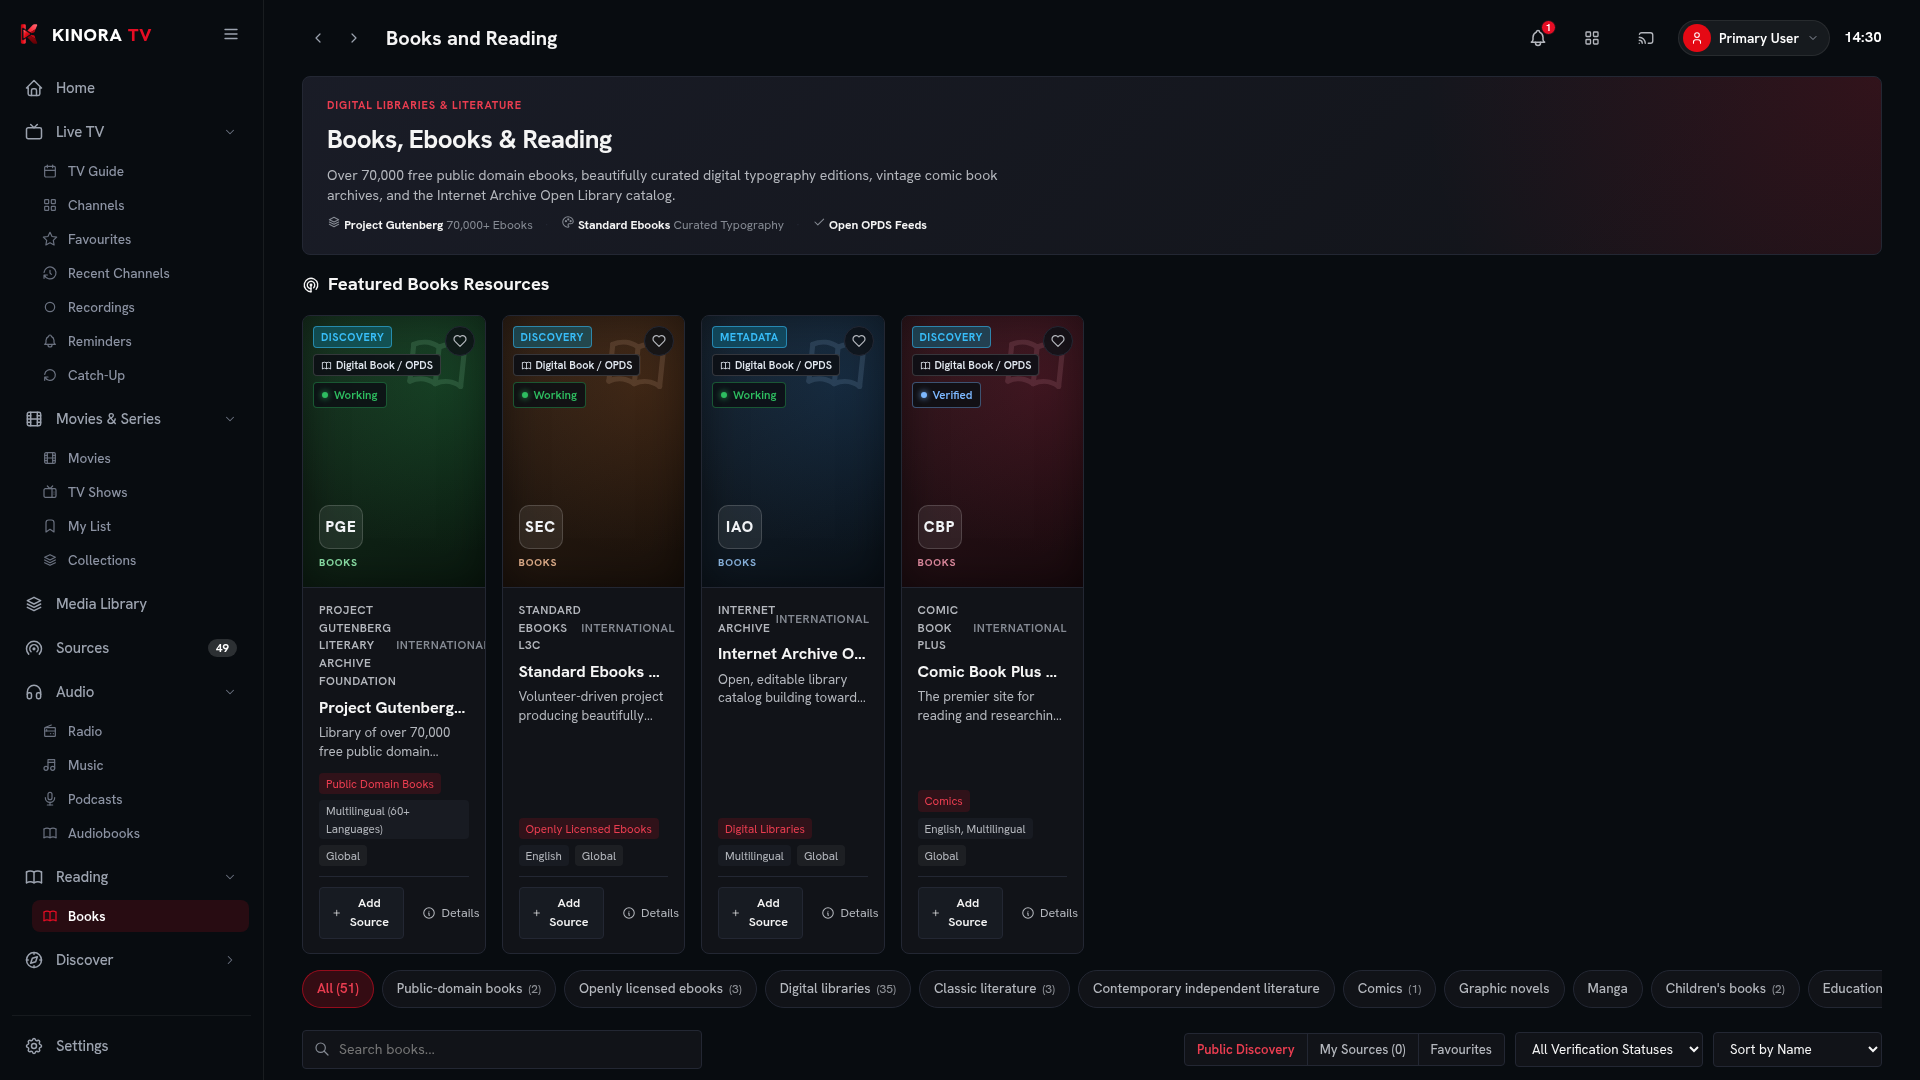 KINORA TV
Home
Live TV
TV Guide
Channels
Favourites
Recent Channels
Recordings
Reminders
Catch-Up
Movies & Series
Movies
TV Shows
My List
Collections
Media Library
Sources 49
Audio
Radio
Music
Podcasts
Audiobooks
Reading
Books
Discover
Settings
Books and Reading
1
Primary User
14:30
DIGITAL LIBRARIES & LITERATURE
Books, Ebooks & Reading
Over 70,000 free public domain ebooks, beautifully curated digital typography editions, vintage comic book
archives, and the Internet Archive Open Library catalog.
Project Gutenberg 70,000+ Ebooks
Standard Ebooks Curated Typography
Open OPDS Feeds
Featured Books Resources
DISCOVERY
Digital Book / OPDS
Working
PGE
BOOKS
PROJECT
GUTENBERG
LITERARY
ARCHIVE
FOUNDATION
INTERNATIONAL
Project Gutenberg...
Library of over 70,000
free public domain...
Public Domain Books
Multilingual (60+
Languages)
Global
+ Add
Source
Details
DISCOVERY
Digital Book / OPDS
Working
SEC
BOOKS
STANDARD
EBOOKS
L3C
INTERNATIONAL
Standard Ebooks ...
Volunteer-driven project
producing beautifully...
Openly Licensed Ebooks
English
Global
+ Add
Source
Details
METADATA
Digital Book / OPDS
Working
IAO
BOOKS
INTERNET
ARCHIVE
INTERNATIONAL
Internet Archive O...
Open, editable library
catalog building toward...
Digital Libraries
Multilingual
Global
+ Add
Source
Details
DISCOVERY
Digital Book / OPDS
Verified
CBP
BOOKS
COMIC
BOOK
PLUS
INTERNATIONAL
Comic Book Plus ...
The premier site for
reading and researchin...
Comics
English, Multilingual
Global
+ Add
Source
Details
All (51)
Public-domain books (2)
Openly licensed ebooks (3)
Digital libraries (35)
Classic literature (3)
Contemporary independent literature
Comics (1)
Graphic novels
Manga
Children's books (2)
Education
Search books...
Public Discovery
My Sources (0)
Favourites
All Verification Statuses
Sort by Name